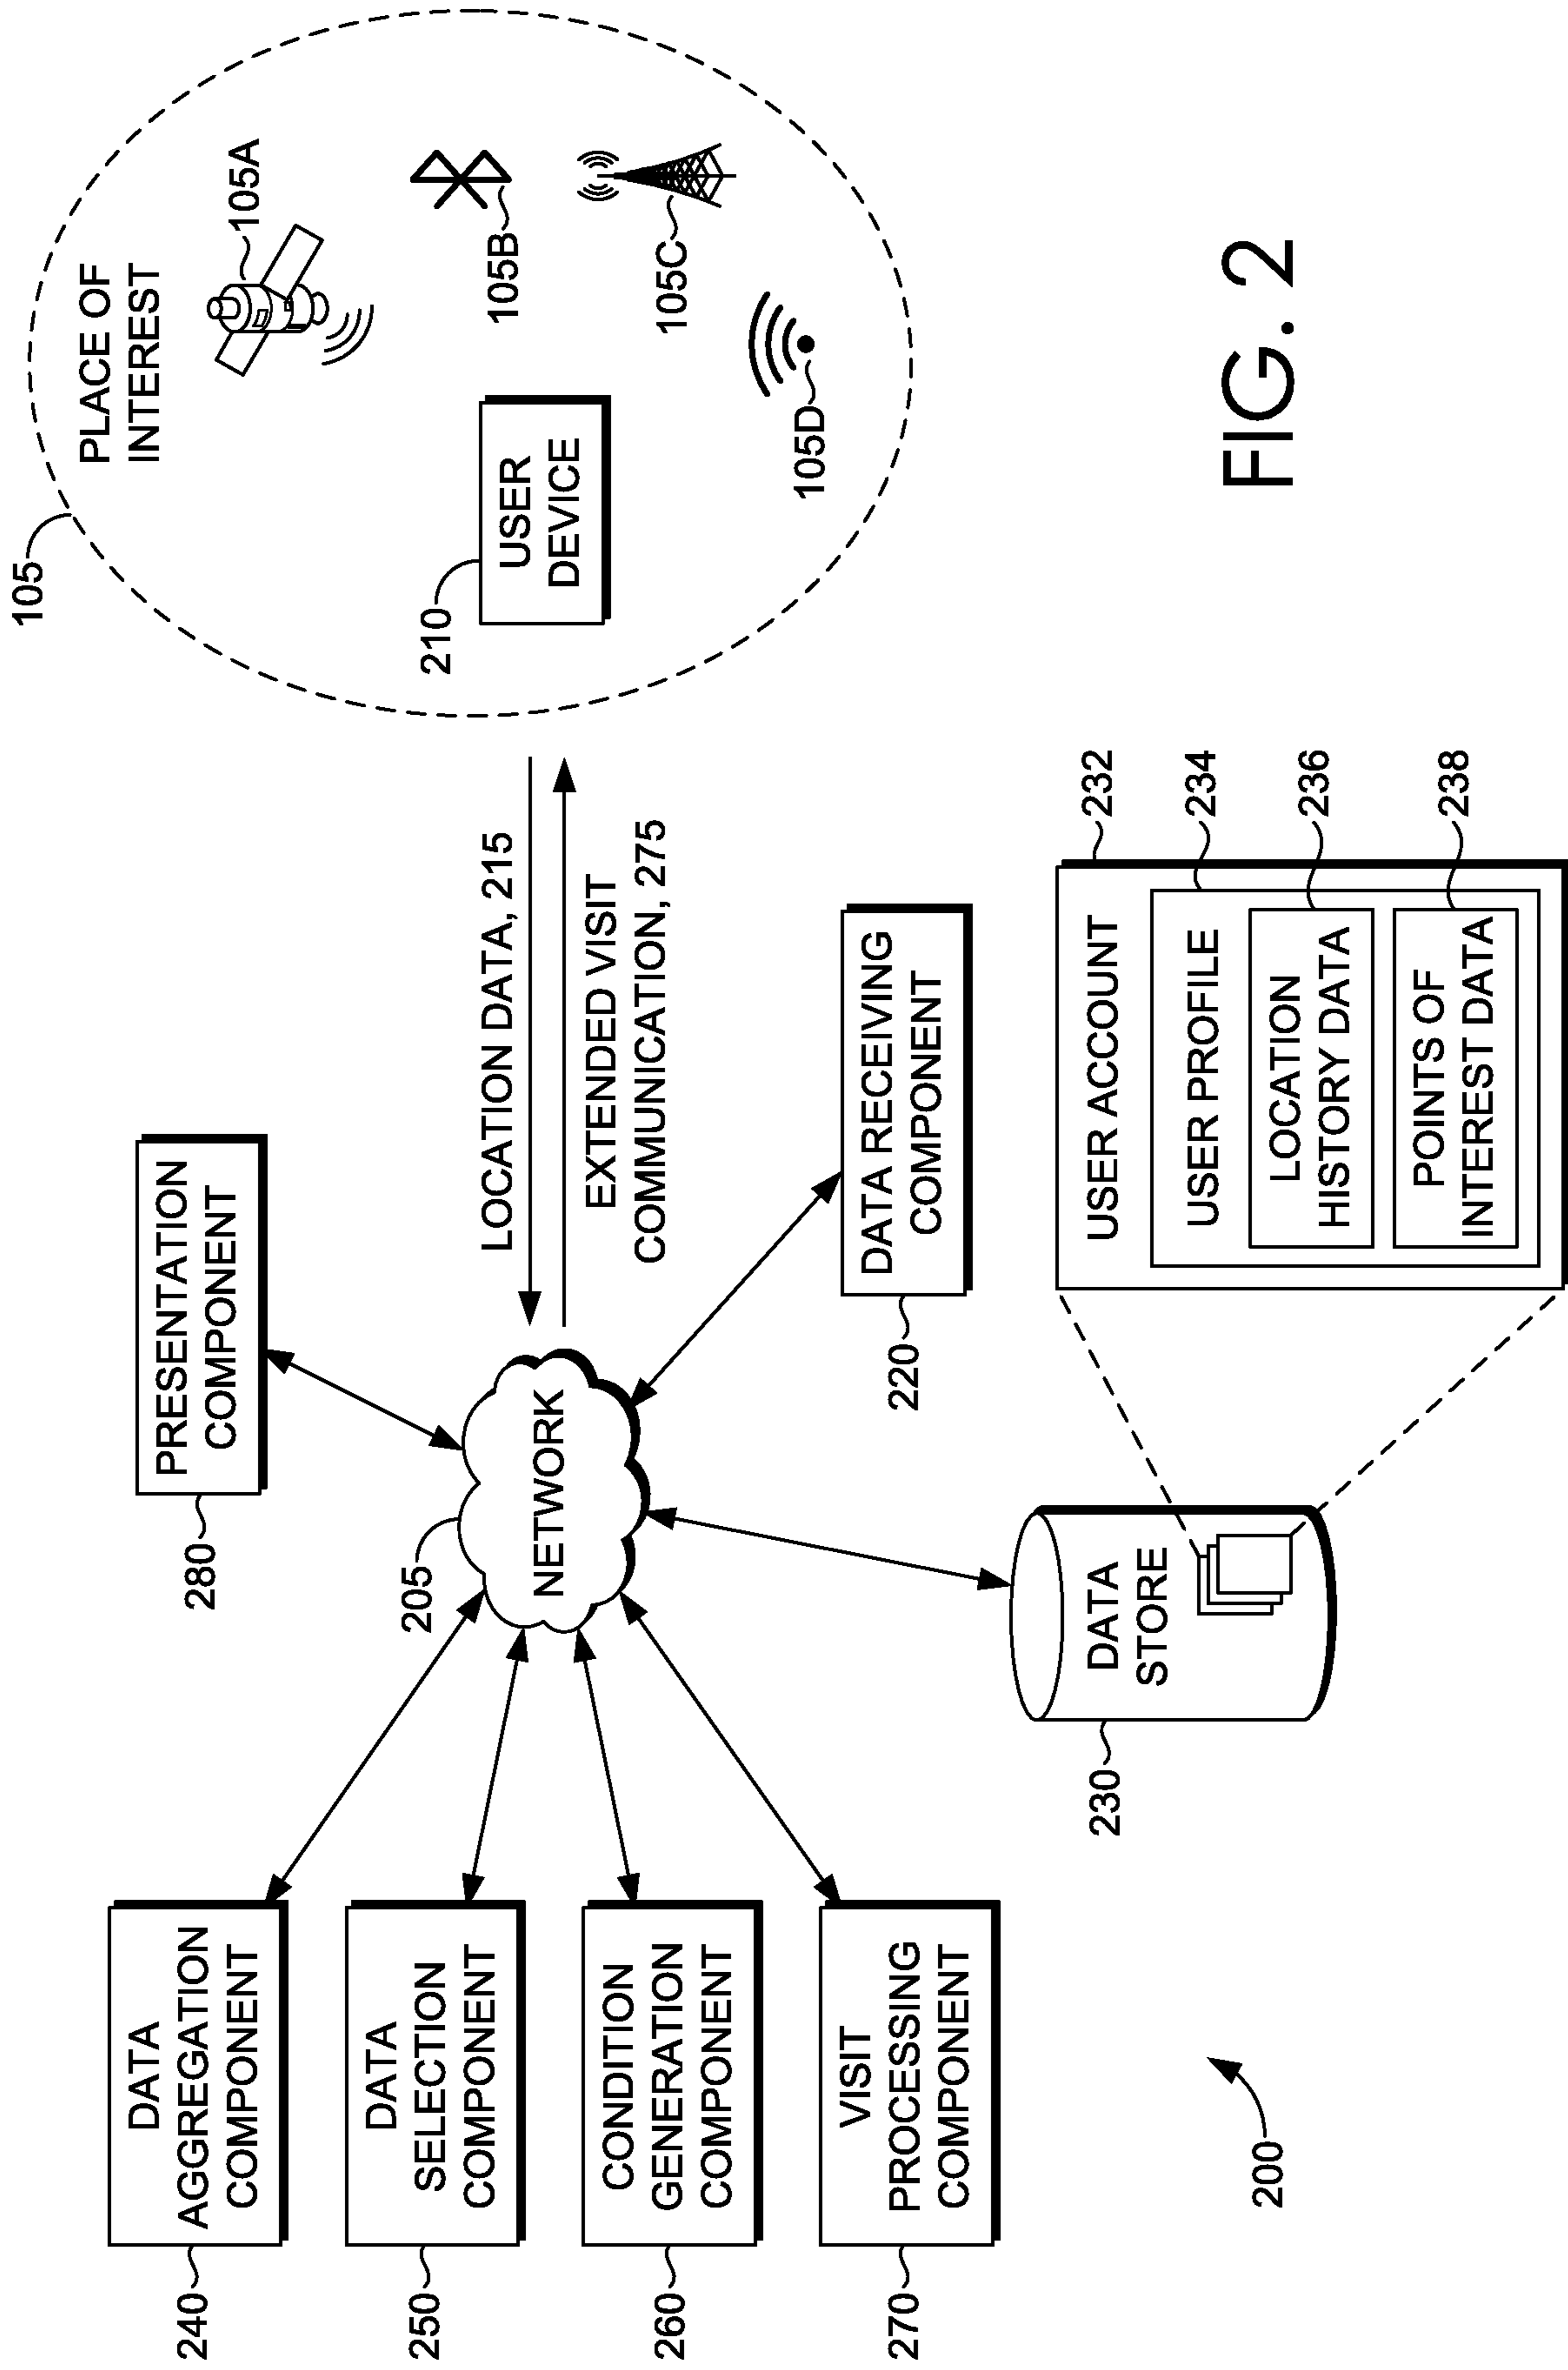 240
DATA
AGGREGATION
COMPONENT
250
DATA
SELECTION
COMPONENT
260
CONDITION
GENERATION
COMPONENT
270
VISIT
PROCESSING
COMPONENT
200
280
PRESENTATION
COMPONENT
205
NETWORK
230
DATA
STORE
LOCATION DATA, 215
EXTENDED VISIT
COMMUNICATION, 275
220
DATA RECEIVING
COMPONENT
USER ACCOUNT
232
USER PROFILE
234
LOCATION
HISTORY DATA
236
POINTS OF
INTEREST DATA
238
105
PLACE OF
INTEREST
105A
210
USER
DEVICE
105B
105C
105D
FIG. 2